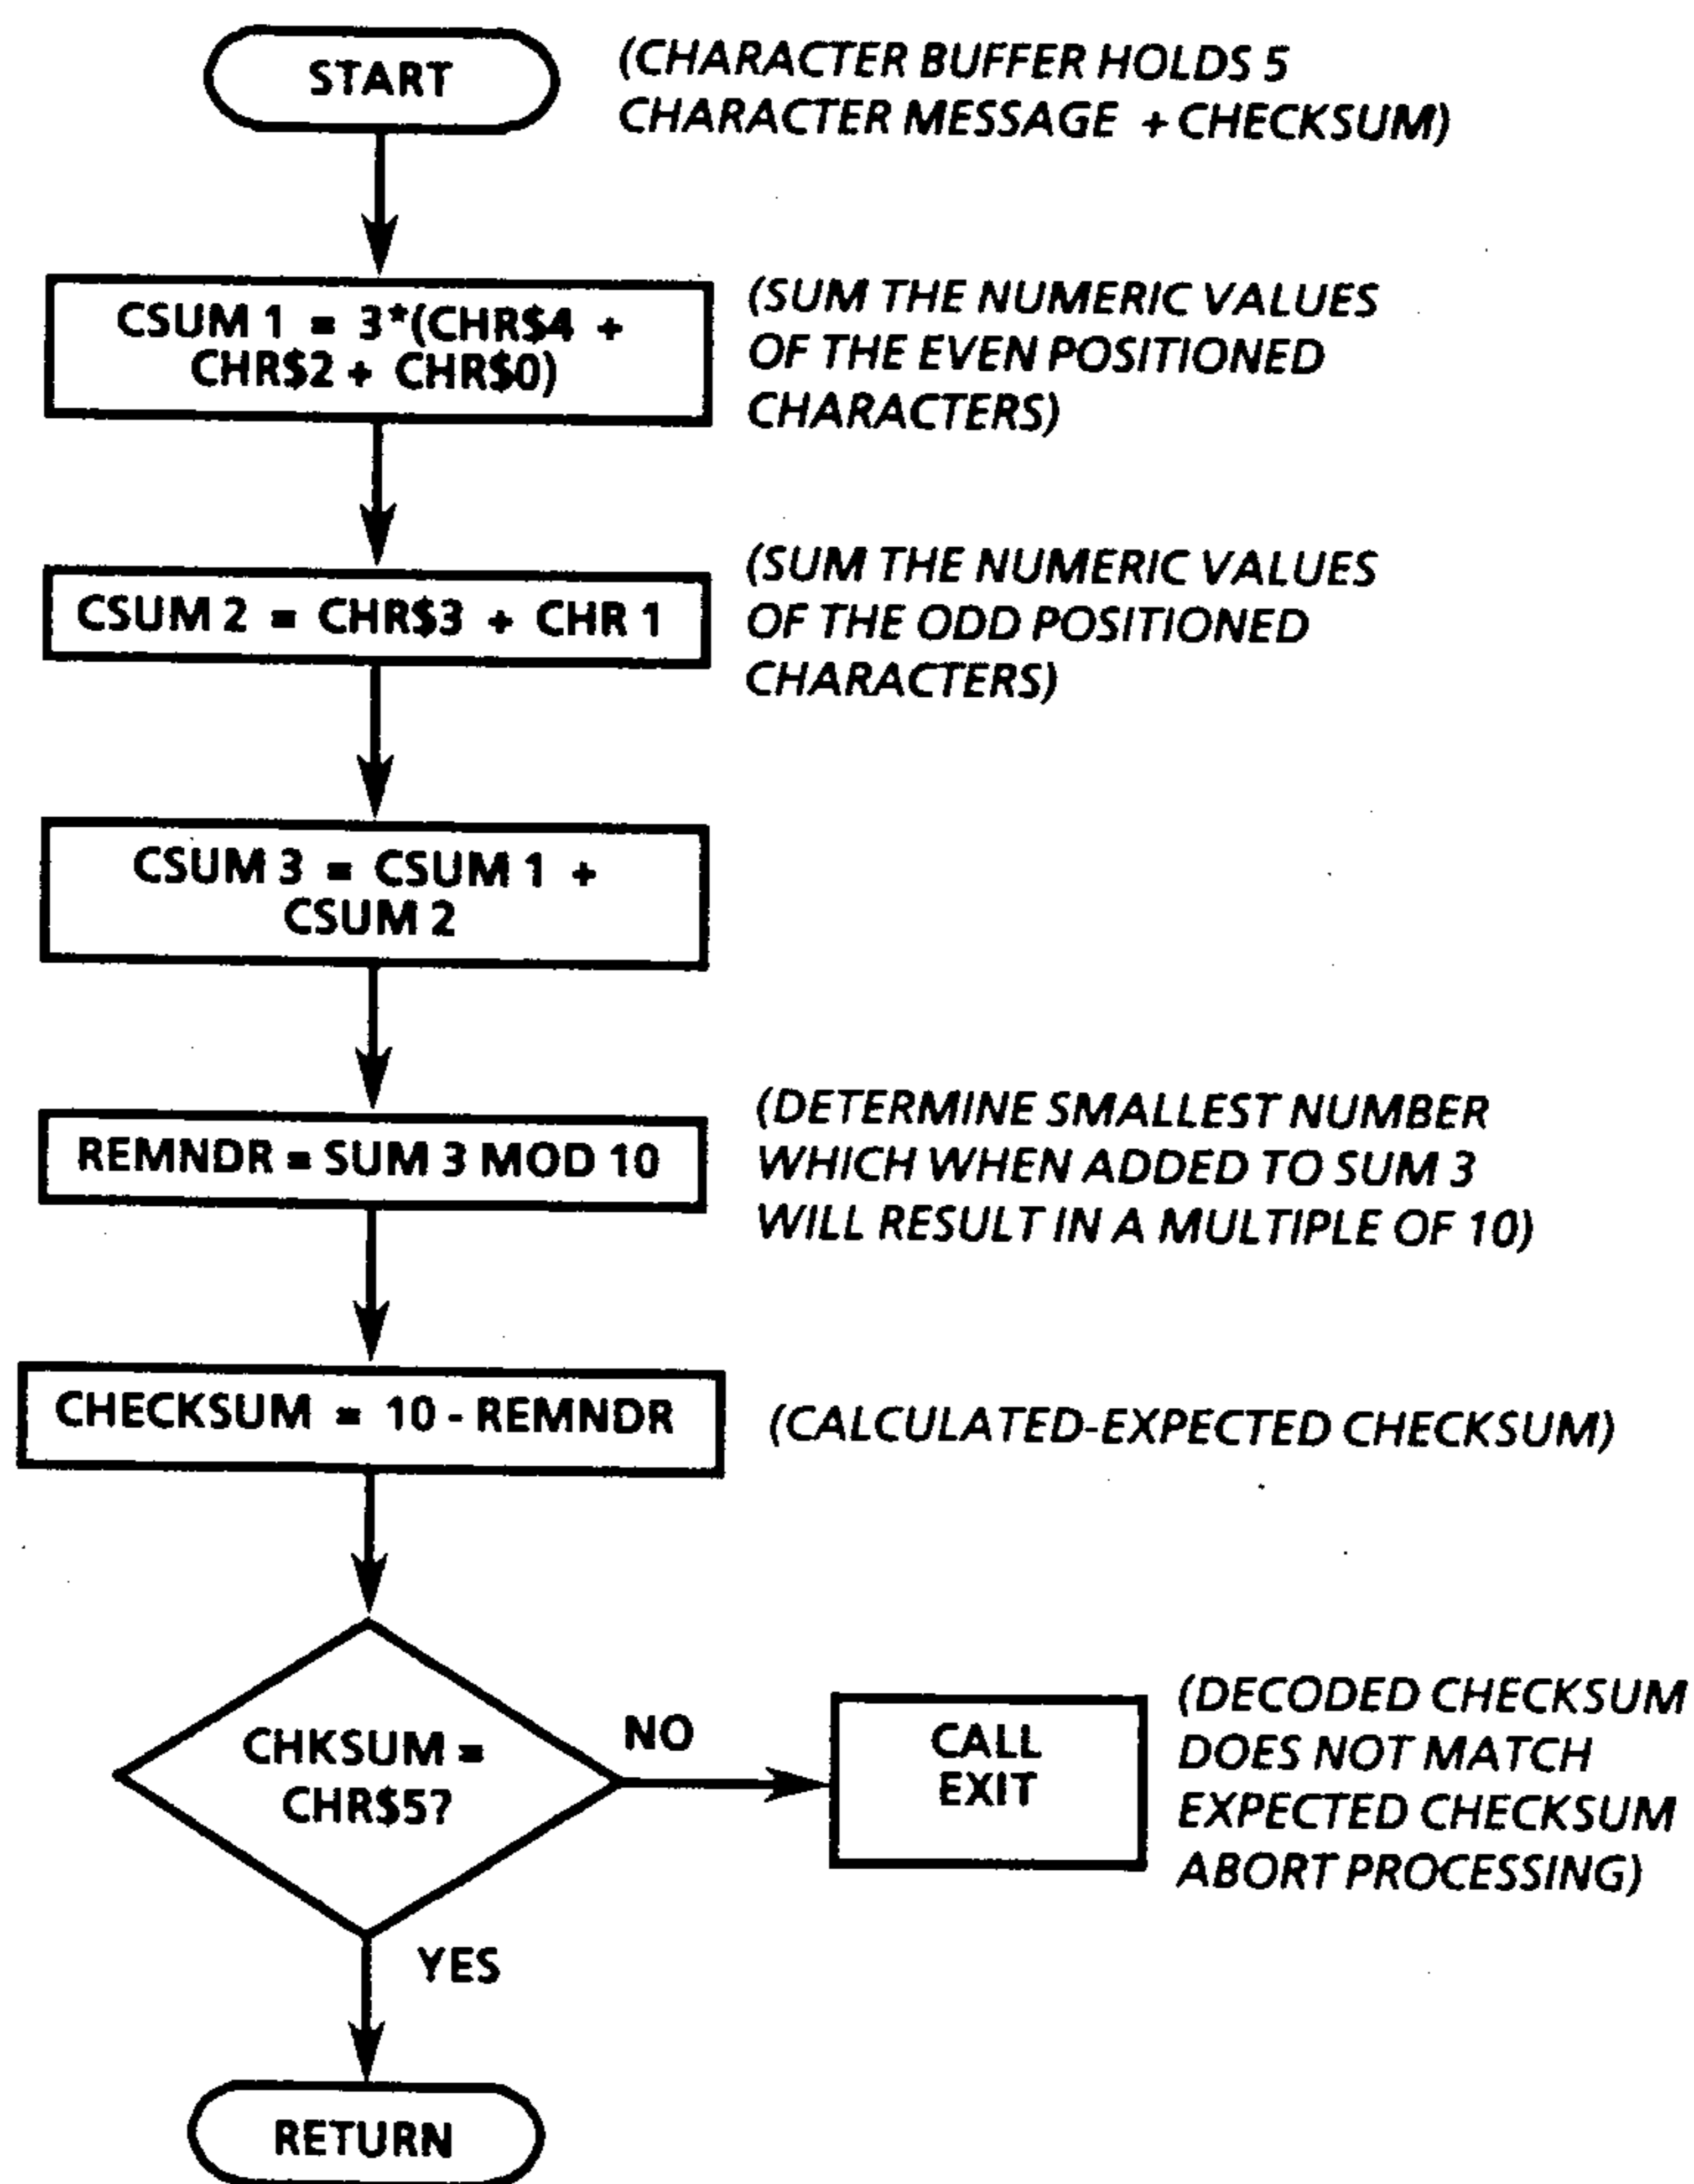 START
(CHARACTER BUFFER HOLDS 5
CHARACTER MESSAGE + CHECKSUM)
CSUM 1 = 3*(CHR$4 +
CHR$2 + CHR$0)
(SUM THE NUMERIC VALUES
OF THE EVEN POSITIONED
CHARACTERS)
CSUM 2 = CHR$3 + CHR 1
(SUM THE NUMERIC VALUES
OF THE ODD POSITIONED
CHARACTERS)
CSUM 3 = CSUM 1 +
CSUM 2
REMNDR = SUM 3 MOD 10
(DETERMINE SMALLEST NUMBER
WHICH WHEN ADDED TO SUM 3
WILL RESULT IN A MULTIPLE OF 10)
CHECKSUM = 10 - REMNDR
(CALCULATED-EXPECTED CHECKSUM)
CHKSUM =
CHR$5?
NO
CALL
EXIT
(DECODED CHECKSUM
DOES NOT MATCH
EXPECTED CHECKSUM
ABORT PROCESSING)
YES
RETURN